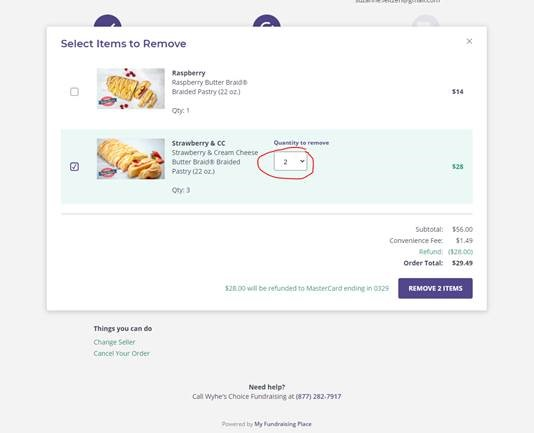 suzanne.seitzer@gmail.com
Select Items to Remove
×
Raspberry
Raspberry Butter Braid®
Braided Pastry (22 oz.)
$14
Qty: 1
Strawberry & CC
Strawberry & Cream Cheese
Butter Braid® Braided
Pastry (22 oz.)
Quantity to remove
2
$28
Qty: 3
Subtotal: $56.00
Convenience Fee: $1.49
Refund: ($28.00)
Order Total: $29.49
$28.00 will be refunded to MasterCard ending in 0329
REMOVE 2 ITEMS
Things you can do
Change Seller
Cancel Your Order
Need help?
Call Wyhe's Choice Fundraising at (877) 282-7917
Powered by My Fundraising Place